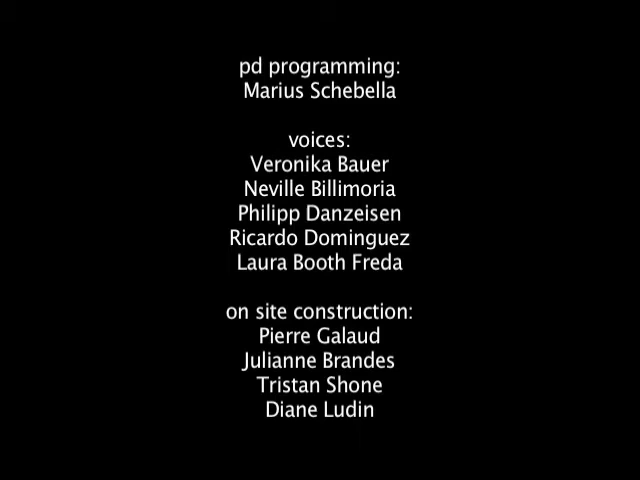 pd programming:
Marius Schebella
voices:
Veronika Bauer
Neville Billimoria
Philipp Danzeisen
Ricardo Dominguez
Laura Booth Freda
on site construction:
Pierre Galaud
Julianne Brandes
Tristan Shone
Diane Ludin